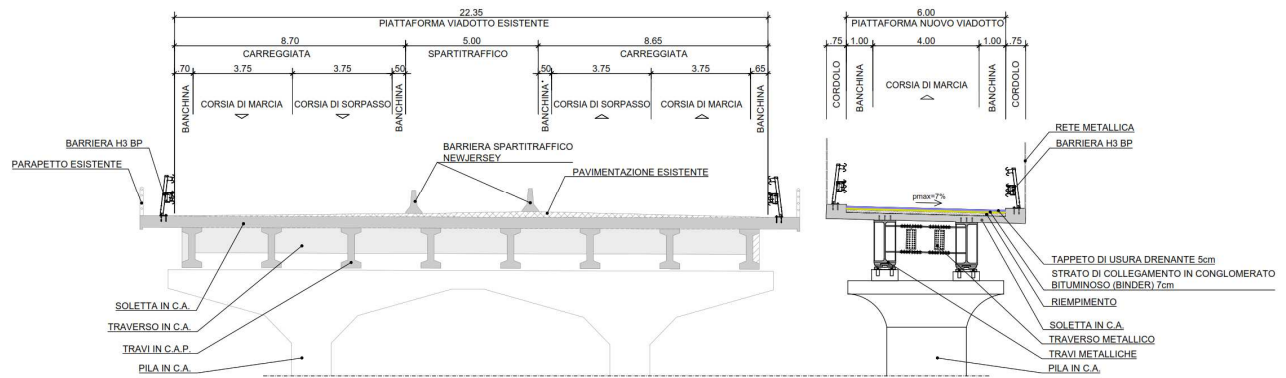 22.35
PIATTAFORMA VIADOTTO ESISTENTE
8.70
5.00
8.65
CARREGGIATA
SPARTITRAFFICO
CARREGGIATA
.70
3.75
3.75
.50
.50
3.75
3.75
.65
BANCHINA
CORSIA DI MARCIA
CORSIA DI SORPASSO
BANCHINA
BANCHINA*
CORSIA DI SORPASSO
CORSIA DI MARCIA
BANCHINA
BARRIERA H3 BP
PARAPETTO ESISTENTE
BARRIERA SPARTITRAFFICO
NEWJERSEY
PAVIMENTAZIONE ESISTENTE
SOLETTA IN C.A.
TRAVERSO IN C.A.
TRAVI IN C.A.P.
PILA IN C.A.
6.00
PIATTAFORMA NUOVO VIADOTTO
.75
1.00
4.00
1.00
.75
CORDOLO
BANCHINA
CORSIA DI MARCIA
BANCHINA
CORDOLO
RETE METALLICA
BARRIERA H3 BP
pmax=7%
TAPPETO DI USURA DRENANTE 5cm
STRATO DI COLLEGAMENTO IN CONGLOMERATO
BITUMINOSO (BINDER) 7cm
RIEMPIMENTO
SOLETTA IN C.A.
TRAVERSO METALLICO
TRAVI METALLICHE
PILA IN C.A.